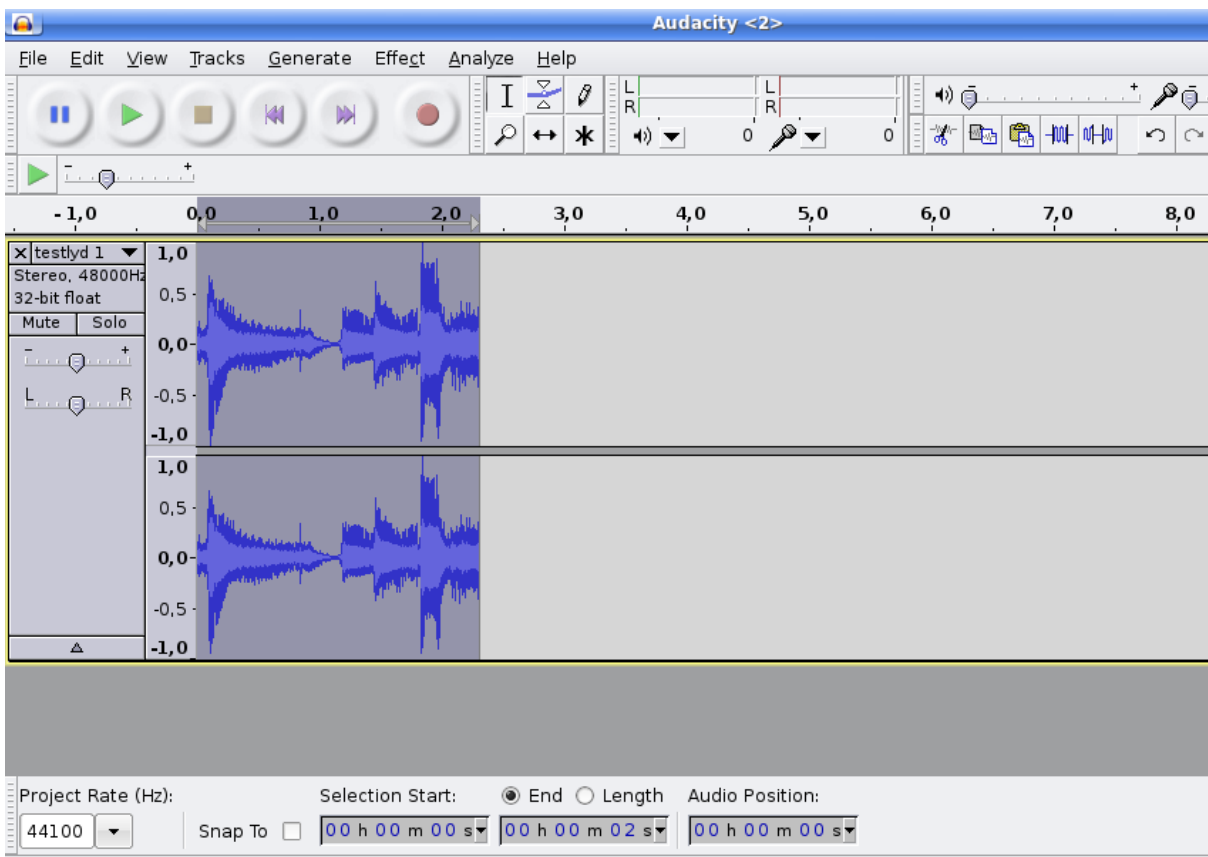 Audacity <2>
File Edit View Tracks Generate Effect Analyze Help
L L
R R
- + 0 0
- +
- 1,0 0,0 1,0 2,0 3,0 4,0 5,0 6,0 7,0 8,0
testlyd 1 1,0
Stereo, 48000Hz
32-bit float 0,5
Mute Solo
- + 0,0
L R -0,5
-1,0
1,0
0,5
0,0
-0,5
-1,0
Project Rate (Hz): Selection Start: End Length Audio Position:
44100 Snap To 00 h 00 m 00 s 00 h 00 m 02 s 00 h 00 m 00 s